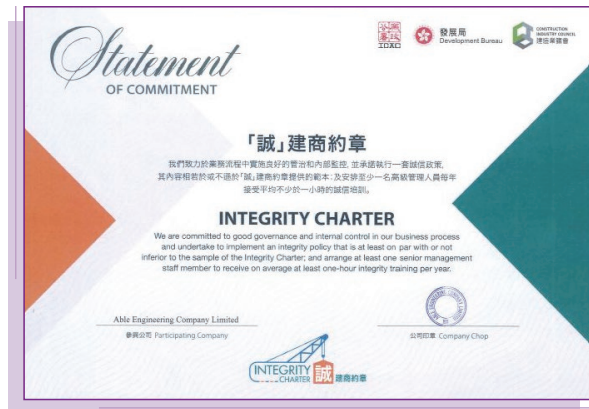 Statement
OF COMMITMENT
ICAC
發展局
Development Bureau
CONSTRUCTION
INDUSTRY COUNCIL
建造業議會
「誠」建商約章
我們致力於業務流程中實施良好的管治和內部監控, 並承諾執行一套誠信政策,
其內容相若於或不遜於「誠」建商約章提供的範本; 及安排至少一名高級管理人員每年
接受平均不少於一小時的誠信培訓。
INTEGRITY CHARTER
We are committed to good governance and internal control in our business process
and undertake to implement an integrity policy that is at least on par with or not
inferior to the sample of the Integrity Charter; and arrange at least one senior management
staff member to receive on average at least one-hour integrity training per year.
Able Engineering Company Limited
參與公司 Participating Company
公司印章 Company Chop
INTEGRITY
CHARTER 誠 建商約章